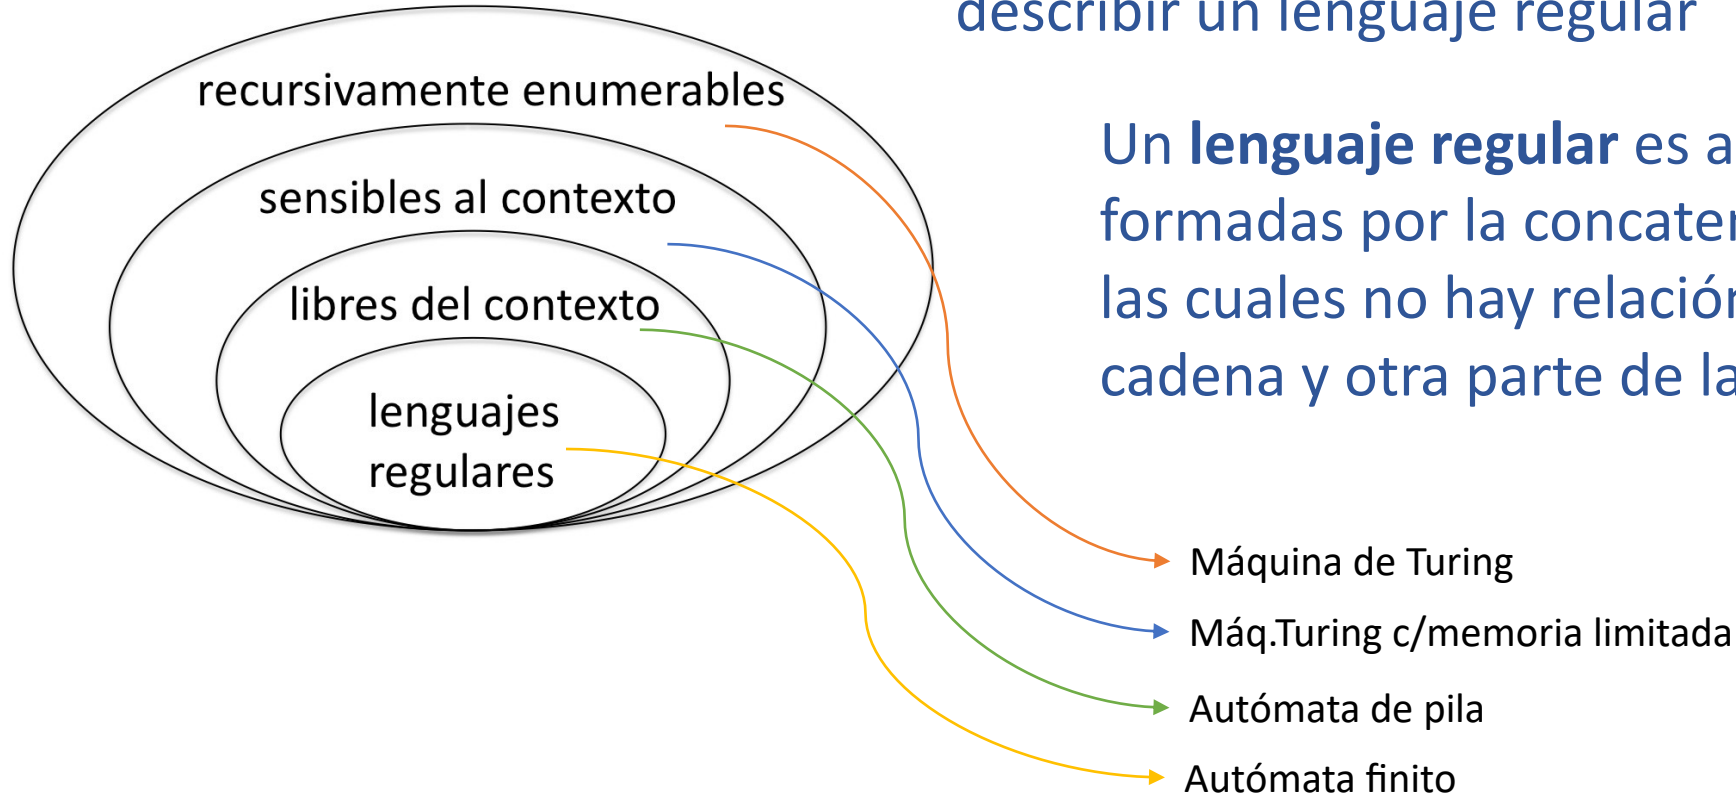 describir un lenguaje regular
recursivamente enumerables
Un lenguaje regular es a
sensibles al contexto
formadas por la concate
las cuales no hay relación
libres del contexto
cadena y otra parte de la
lenguajes
regulares
Máquina de Turing
Máq.Turing c/memoria limitada
Autómata de pila
Autómata finito